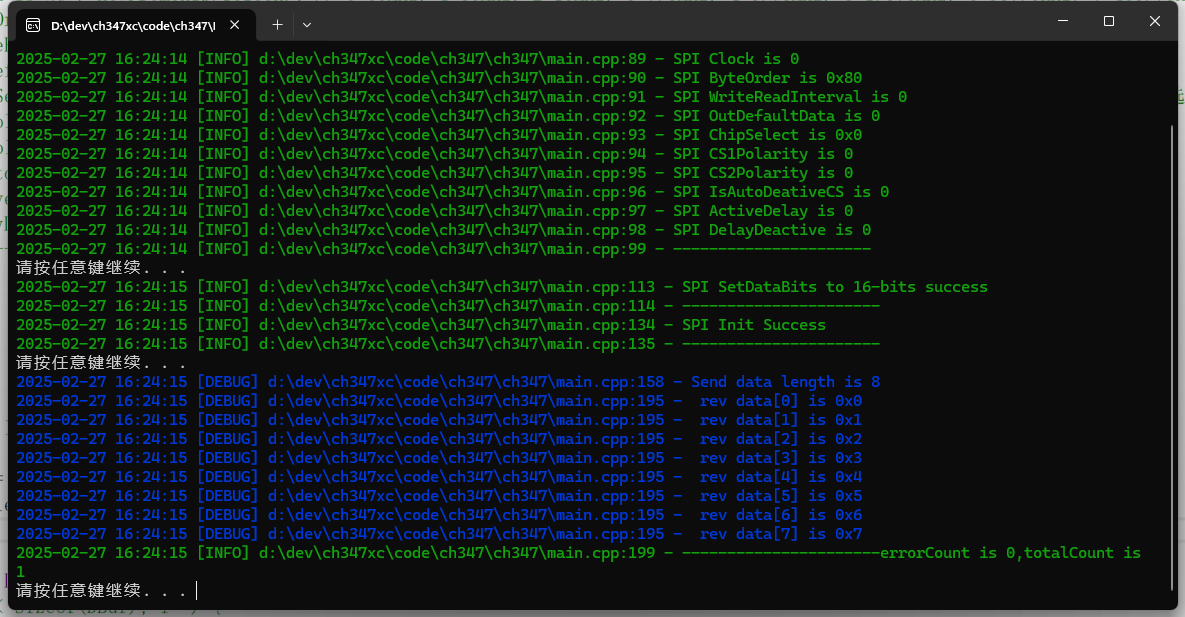 D:\dev\ch347xc\code\ch347\
2025-02-27 16:24:14 [INFO] d:\dev\ch347xc\code\ch347\ch347\main.cpp:89 - SPI Clock is 0
2025-02-27 16:24:14 [INFO] d:\dev\ch347xc\code\ch347\ch347\main.cpp:90 - SPI ByteOrder is 0x80
2025-02-27 16:24:14 [INFO] d:\dev\ch347xc\code\ch347\ch347\main.cpp:91 - SPI WriteReadInterval is 0
2025-02-27 16:24:14 [INFO] d:\dev\ch347xc\code\ch347\ch347\main.cpp:92 - SPI OutDefaultData is 0
2025-02-27 16:24:14 [INFO] d:\dev\ch347xc\code\ch347\ch347\main.cpp:93 - SPI ChipSelect is 0x0
2025-02-27 16:24:14 [INFO] d:\dev\ch347xc\code\ch347\ch347\main.cpp:94 - SPI CS1Polarity is 0
2025-02-27 16:24:14 [INFO] d:\dev\ch347xc\code\ch347\ch347\main.cpp:95 - SPI CS2Polarity is 0
2025-02-27 16:24:14 [INFO] d:\dev\ch347xc\code\ch347\ch347\main.cpp:96 - SPI IsAutoDeativeCS is 0
2025-02-27 16:24:14 [INFO] d:\dev\ch347xc\code\ch347\ch347\main.cpp:97 - SPI ActiveDelay is 0
2025-02-27 16:24:14 [INFO] d:\dev\ch347xc\code\ch347\ch347\main.cpp:98 - SPI DelayDeactive is 0
2025-02-27 16:24:14 [INFO] d:\dev\ch347xc\code\ch347\ch347\main.cpp:99 - ----------------------
请按任意键继续. . .
2025-02-27 16:24:15 [INFO] d:\dev\ch347xc\code\ch347\ch347\main.cpp:113 - SPI SetDataBits to 16-bits success
2025-02-27 16:24:15 [INFO] d:\dev\ch347xc\code\ch347\ch347\main.cpp:114 - ----------------------
2025-02-27 16:24:15 [INFO] d:\dev\ch347xc\code\ch347\ch347\main.cpp:134 - SPI Init Success
2025-02-27 16:24:15 [INFO] d:\dev\ch347xc\code\ch347\ch347\main.cpp:135 - ----------------------
请按任意键继续. . .
2025-02-27 16:24:15 [DEBUG] d:\dev\ch347xc\code\ch347\ch347\main.cpp:158 - Send data length is 8
2025-02-27 16:24:15 [DEBUG] d:\dev\ch347xc\code\ch347\ch347\main.cpp:195 -  rev data[0] is 0x0
2025-02-27 16:24:15 [DEBUG] d:\dev\ch347xc\code\ch347\ch347\main.cpp:195 -  rev data[1] is 0x1
2025-02-27 16:24:15 [DEBUG] d:\dev\ch347xc\code\ch347\ch347\main.cpp:195 -  rev data[2] is 0x2
2025-02-27 16:24:15 [DEBUG] d:\dev\ch347xc\code\ch347\ch347\main.cpp:195 -  rev data[3] is 0x3
2025-02-27 16:24:15 [DEBUG] d:\dev\ch347xc\code\ch347\ch347\main.cpp:195 -  rev data[4] is 0x4
2025-02-27 16:24:15 [DEBUG] d:\dev\ch347xc\code\ch347\ch347\main.cpp:195 -  rev data[5] is 0x5
2025-02-27 16:24:15 [DEBUG] d:\dev\ch347xc\code\ch347\ch347\main.cpp:195 -  rev data[6] is 0x6
2025-02-27 16:24:15 [DEBUG] d:\dev\ch347xc\code\ch347\ch347\main.cpp:195 -  rev data[7] is 0x7
2025-02-27 16:24:15 [INFO] d:\dev\ch347xc\code\ch347\ch347\main.cpp:199 - ----------------------errorCount is 0,totalCount is
1
请按任意键继续. . .